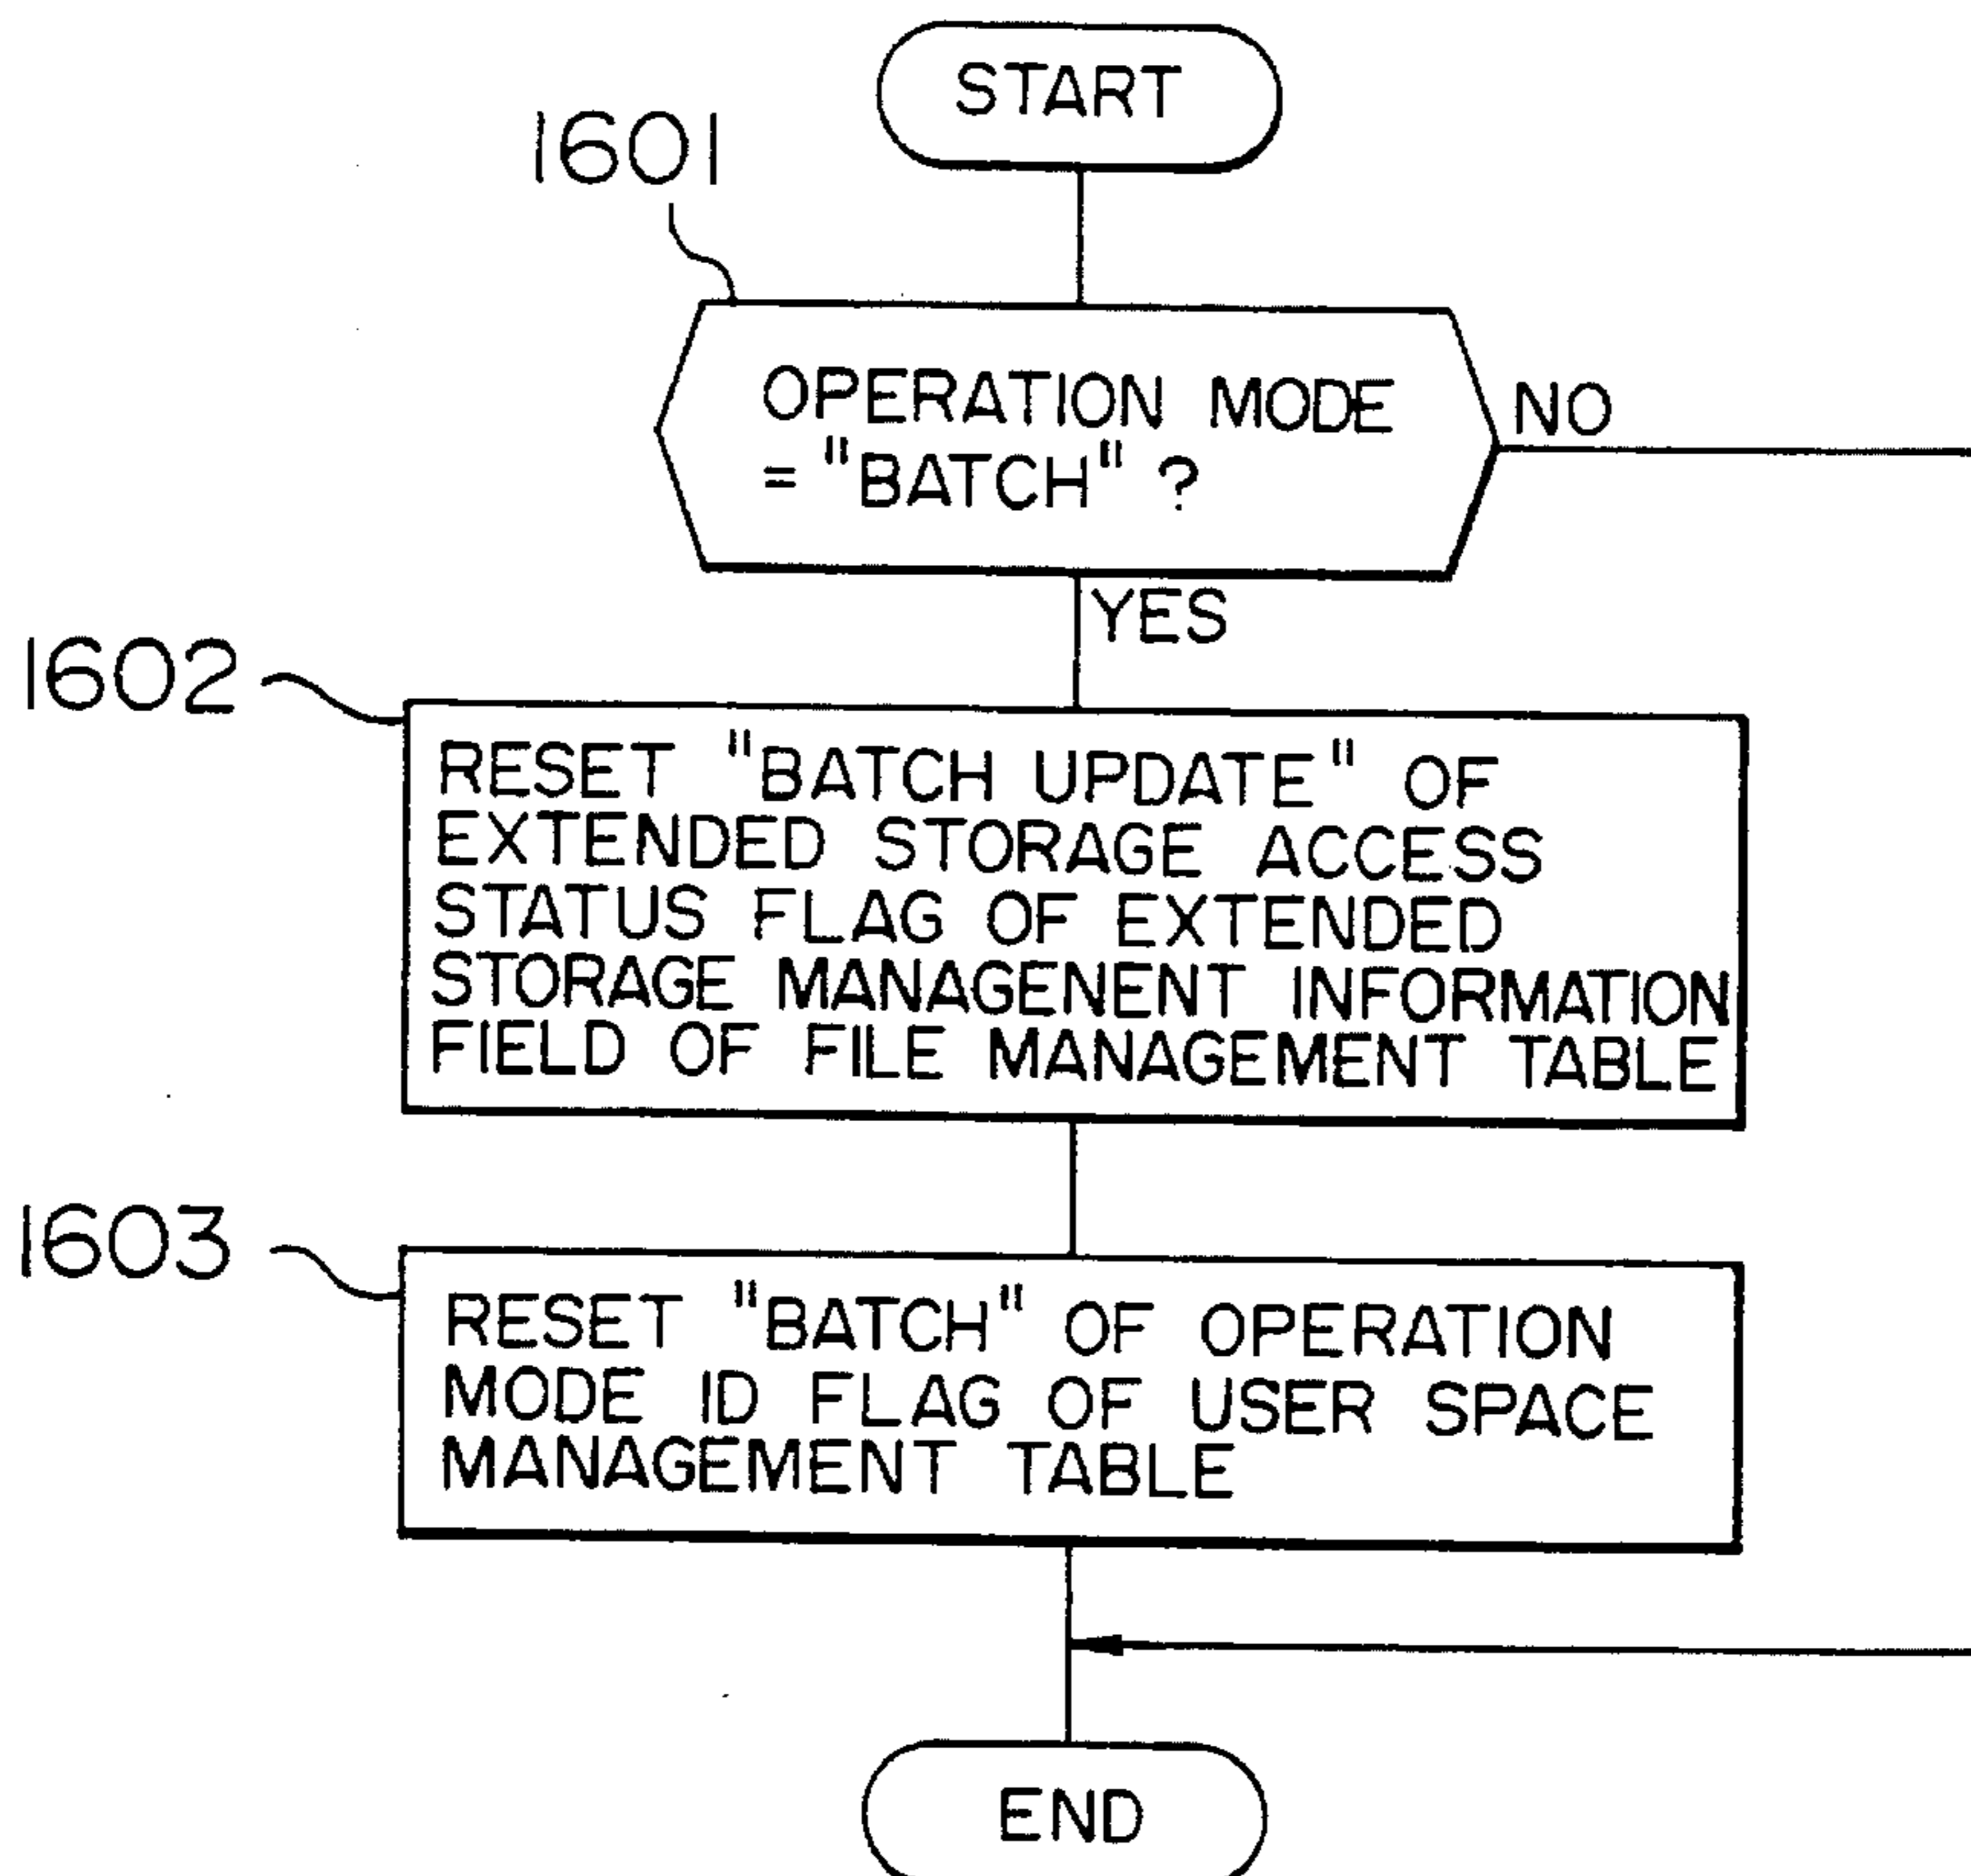 START
1601
OPERATION MODE
= "BATCH" ?
NO
YES
1602
RESET "BATCH UPDATE" OF
EXTENDED STORAGE ACCESS
STATUS FLAG OF EXTENDED
STORAGE MANAGENENT INFORMATION
FIELD OF FILE MANAGEMENT TABLE
1603
RESET "BATCH" OF OPERATION
MODE ID FLAG OF USER SPACE
MANAGEMENT TABLE
END